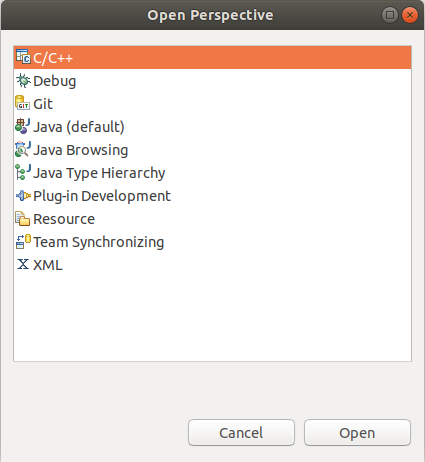 Open Perspective
C/C++
Debug
Git
Java (default)
Java Browsing
Java Type Hierarchy
Plug-in Development
Resource
Team Synchronizing
XML
Cancel
Open